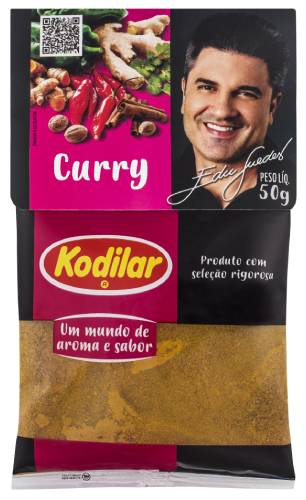 Curry
Edu Guedes
PESO LÍQ.
50g
Kodilar
®
Produto com
seleção rigorosa
Um mundo de
aroma e sabor